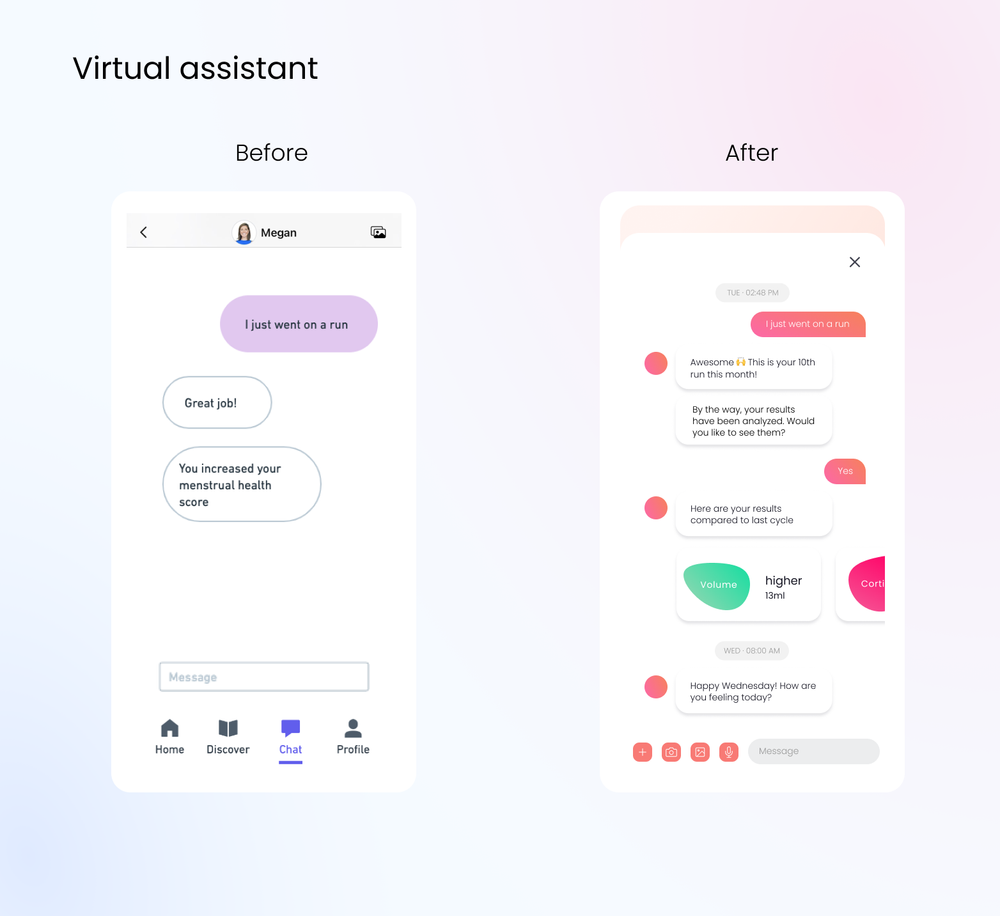 Virtual assistant
Before
Megan
I just went on a run
Great job!
You increased your
menstrual health
score
Message
Home
Discover
Chat
Profile
After
TUE · 02:48 PM
I just went on a run
Awesome 🙌 This is your 10th
run this month!
By the way, your results
have been analyzed. Would
you like to see them?
Yes
Here are your results
compared to last cycle
Volume
higher
13ml
Corti
WED · 08:00 AM
Happy Wednesday! How are
you feeling today?
Message